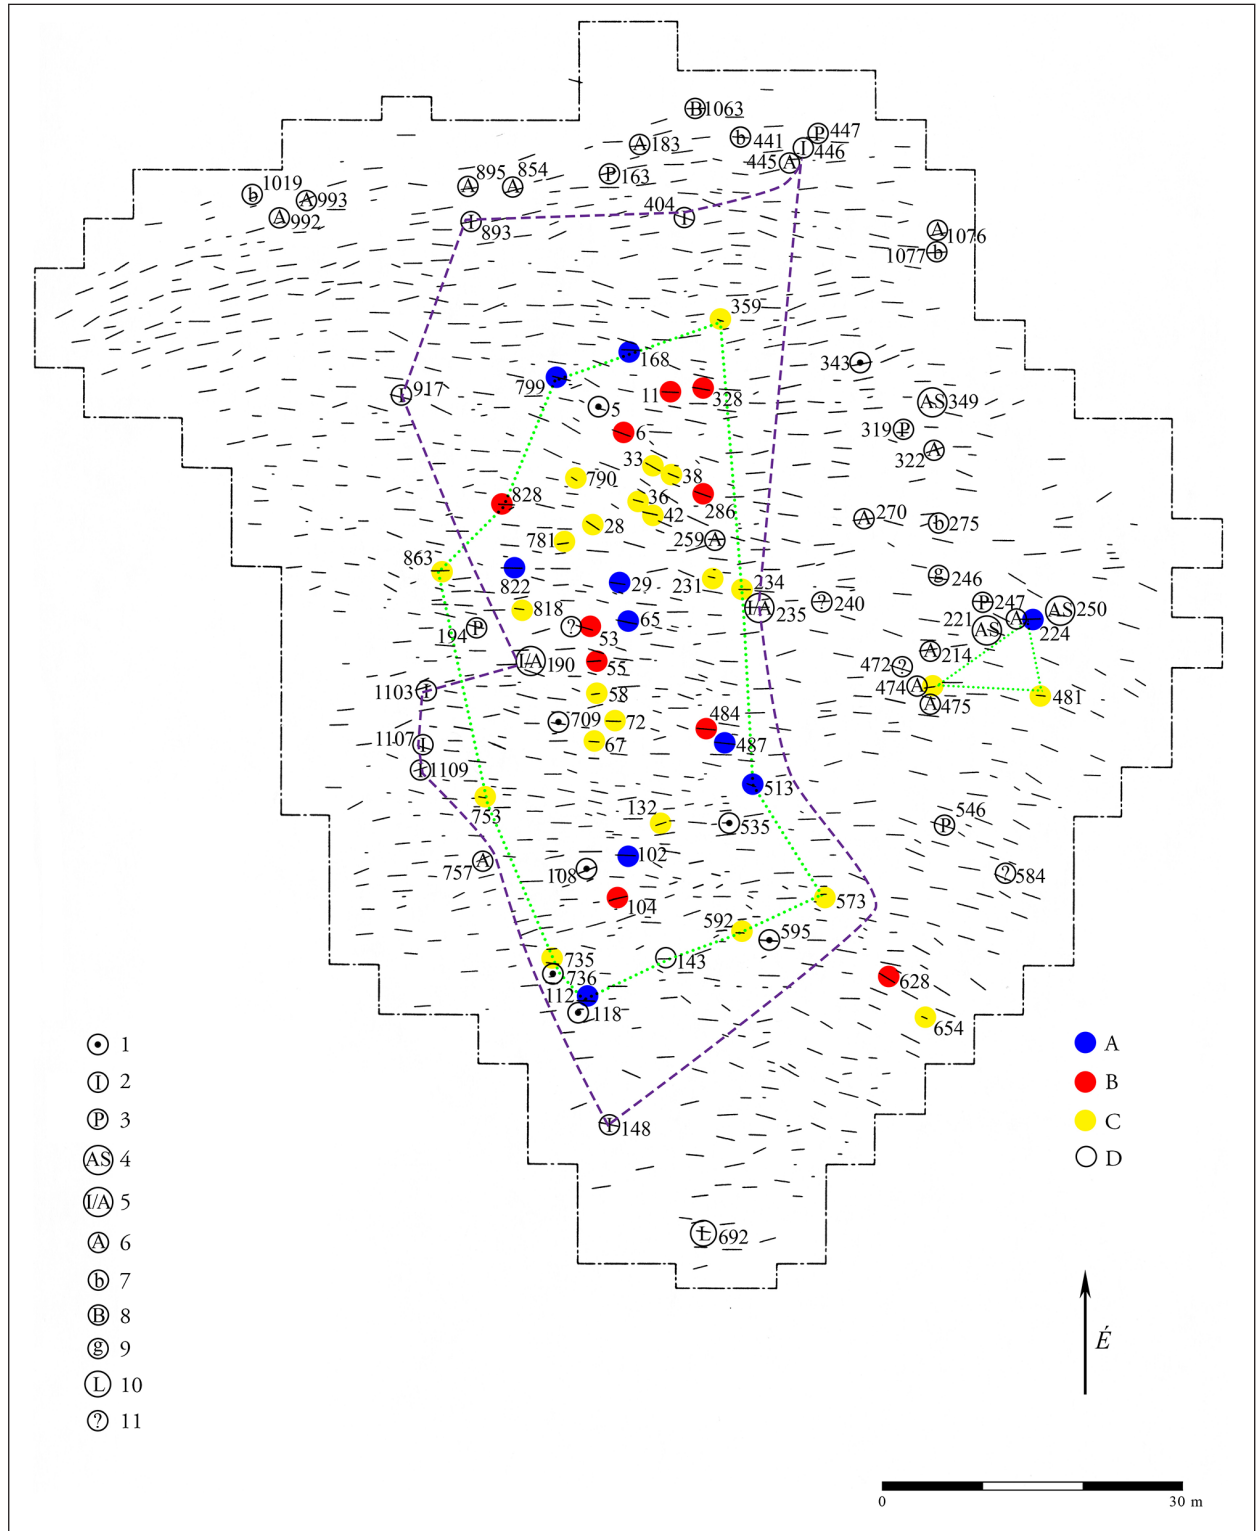 B 1063
b 441
P 447
I 446
445 A
A 183
P 163
895 A
854 A
b 1019
A 993
A 992
I 893
404 I
A 1076
1077 b
359
168
799
343
I 917
5
11
328
AS 349
319 P
A 322
6
33
38
790
36
286
828
42
28
A 270
b 275
781
259 A
863
822
29
231
234
g 246
818
65
I/A 235
? 240
P 247
AS 250
221 A
AS
224
194 P
? 53
A 214
I/A 190
55
472 ?
474 A
A 475
481
1103 I
58
709
72
484
1107 I
67
487
I 1109
513
753
132
535
546
P
757 A
102
108
? 584
104
573
592
595
735
736
143
112
118
628
654
I 148
L 692
1
I 2
P 3
AS 4
I/A 5
A 6
b 7
B 8
g 9
L 10
? 11
A
B
C
D
É
0 30 m